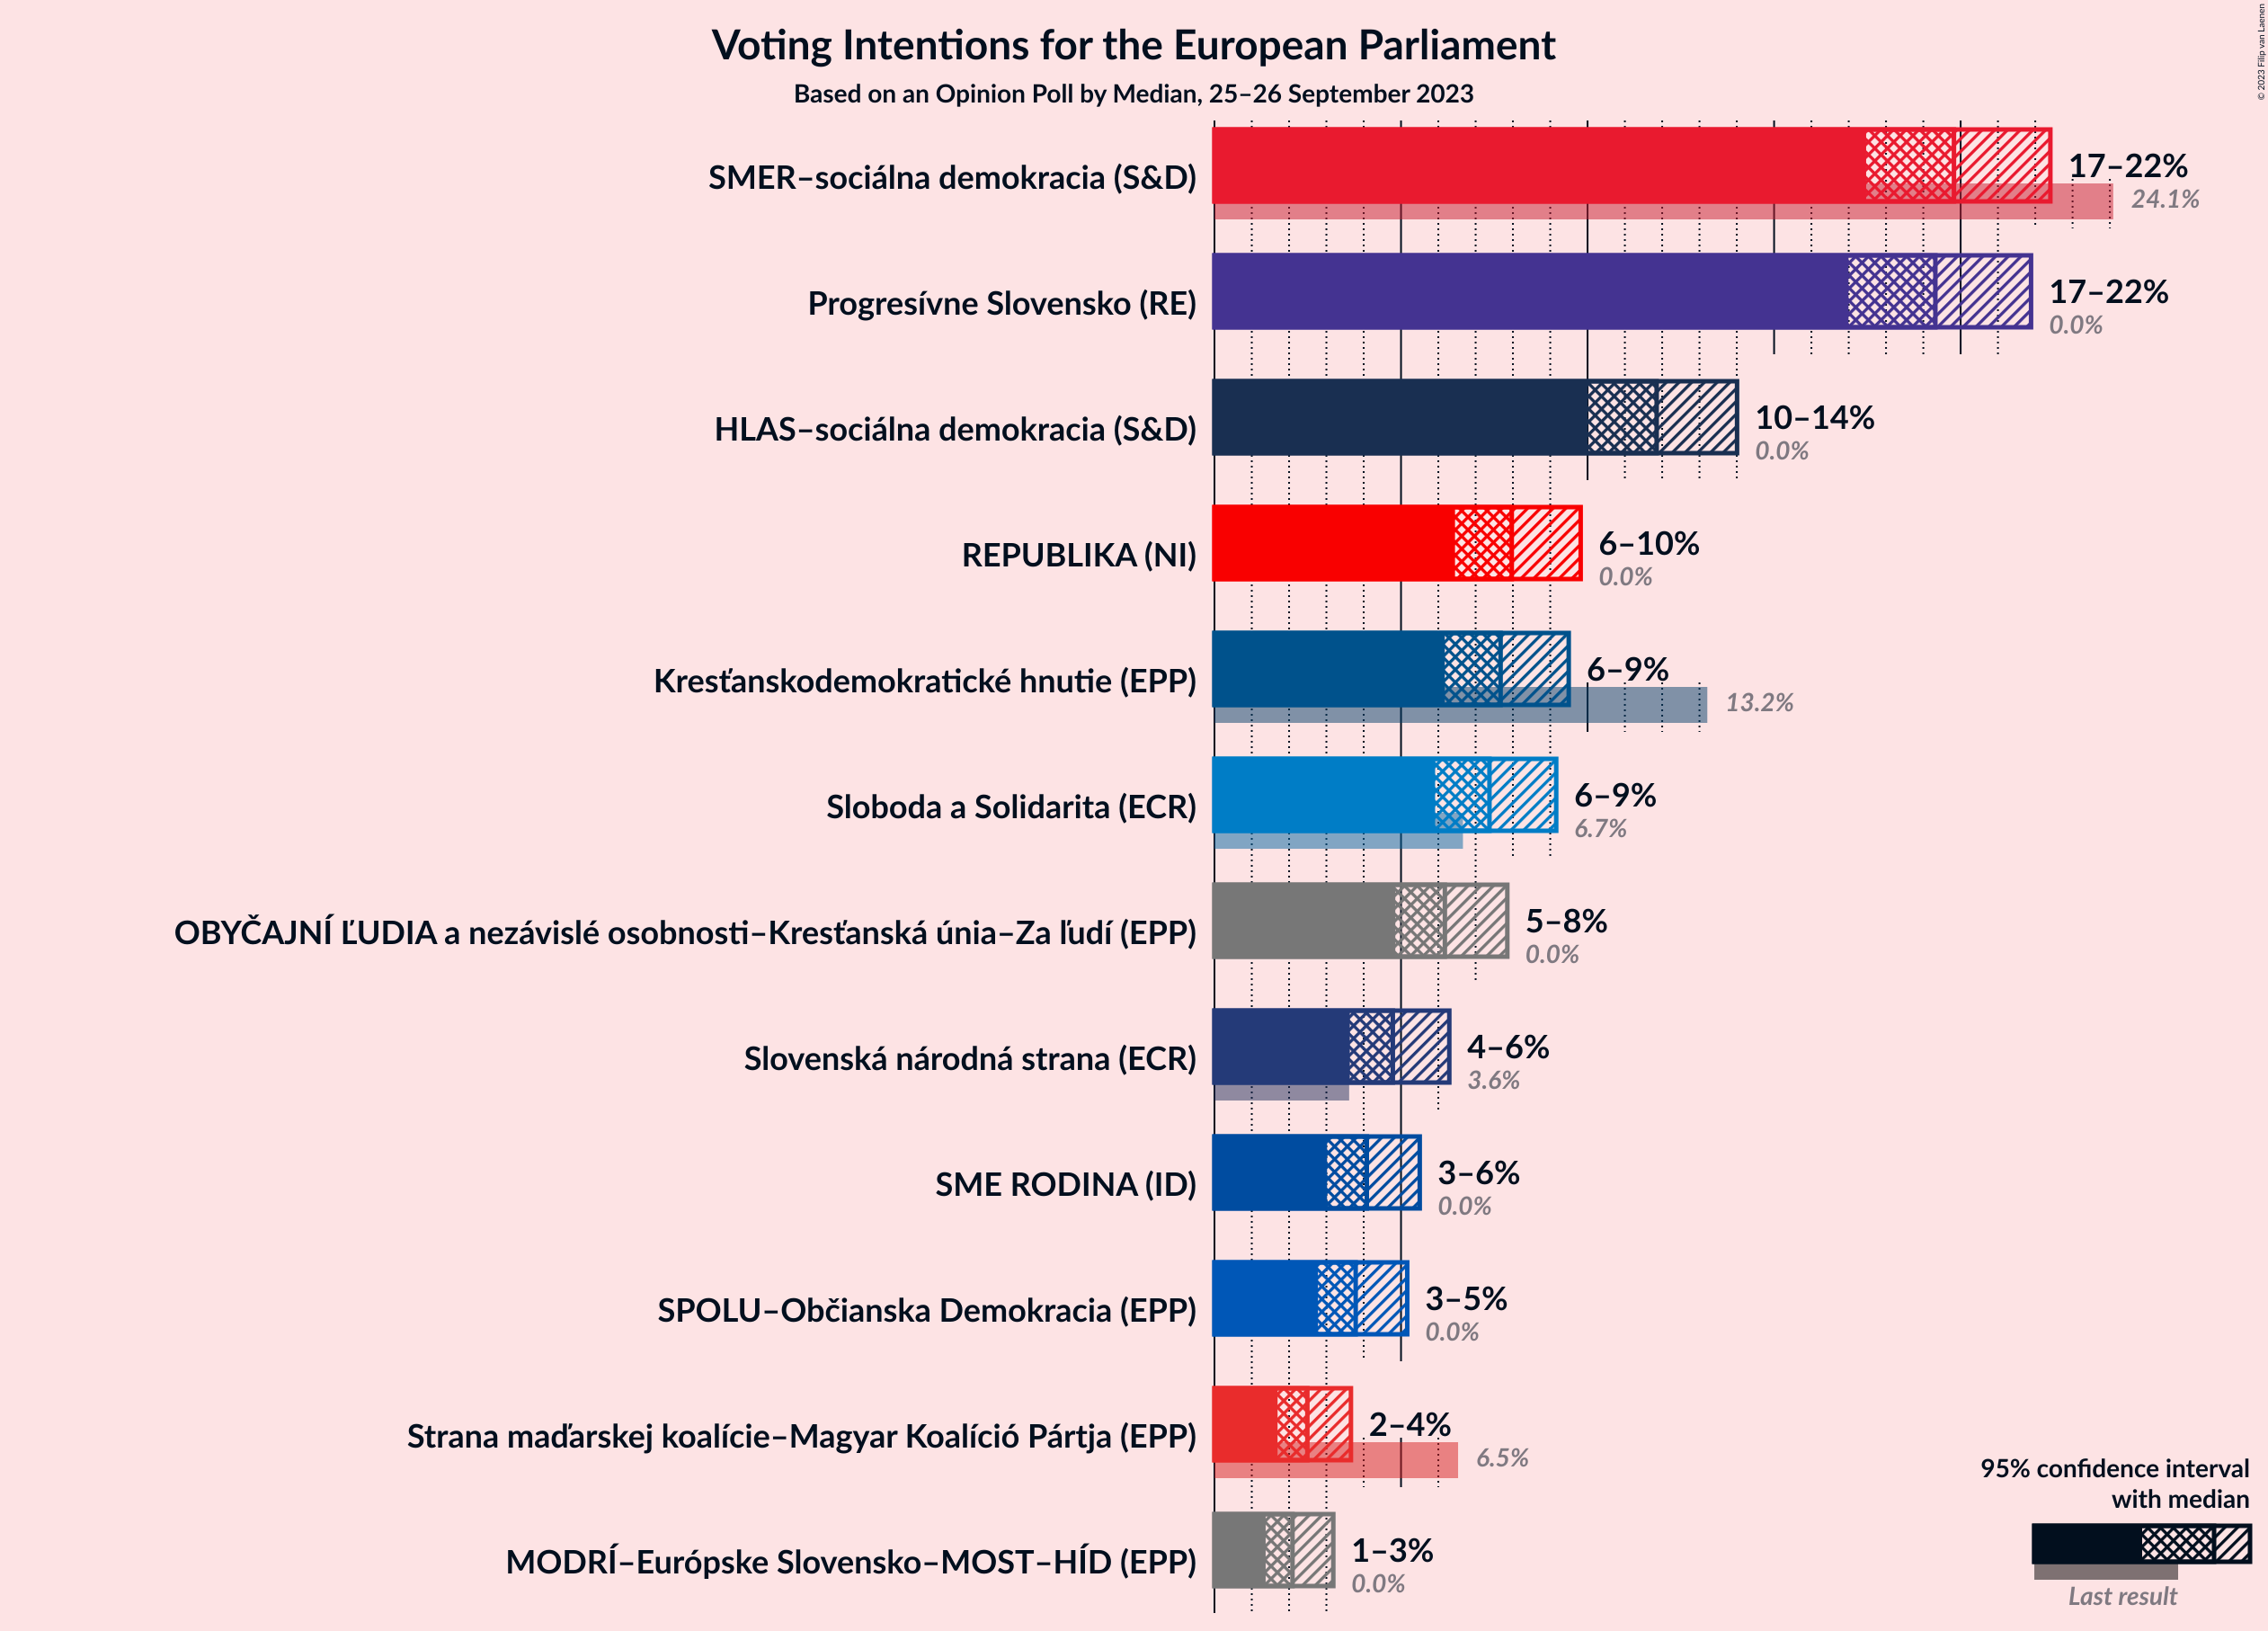 Voting Intentions for the European Parliament
Based on an Opinion Poll by Median, 25–26 September 2023
© 2023 Filip van Laenen
SMER–sociálna demokracia (S&D)
17–22%
24.1%
Progresívne Slovensko (RE)
17–22%
0.0%
HLAS–sociálna demokracia (S&D)
10–14%
0.0%
REPUBLIKA (NI)
6–10%
0.0%
Kresťanskodemokratické hnutie (EPP)
6–9%
13.2%
Sloboda a Solidarita (ECR)
6–9%
6.7%
OBYČAJNÍ ĽUDIA a nezávislé osobnosti–Kresťanská únia–Za ľudí (EPP)
5–8%
0.0%
Slovenská národná strana (ECR)
4–6%
3.6%
SME RODINA (ID)
3–6%
0.0%
SPOLU–Občianska Demokracia (EPP)
3–5%
0.0%
Strana maďarskej koalície–Magyar Koalíció Pártja (EPP)
2–4%
6.5%
MODRÍ–Európske Slovensko–MOST–HÍD (EPP)
1–3%
0.0%
95% confidence interval
with median
Last result